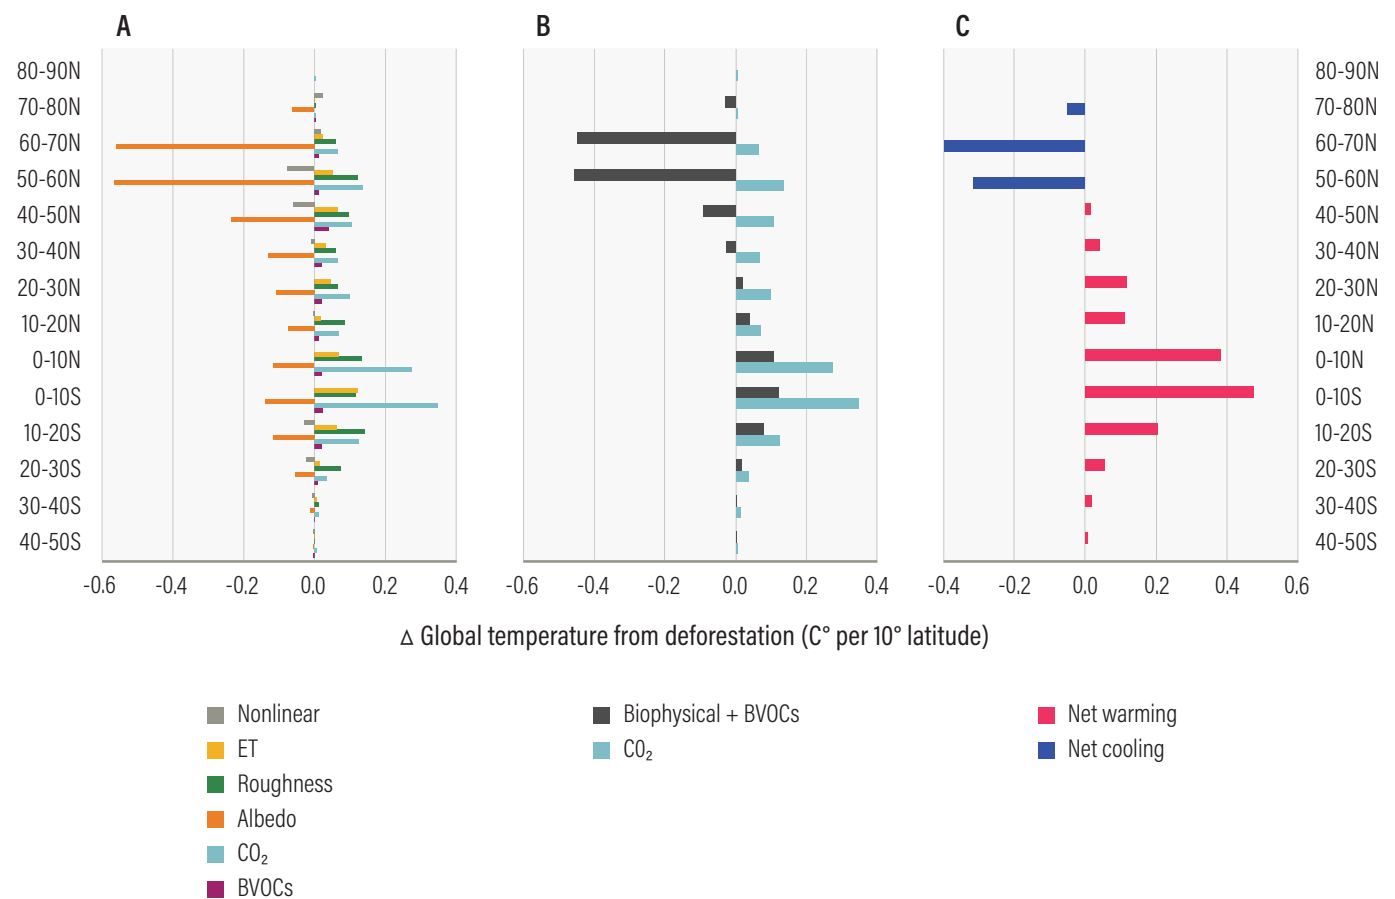 A B C
80-90N 80-90N
70-80N 70-80N
60-70N 60-70N
50-60N 50-60N
40-50N 40-50N
30-40N 30-40N
20-30N 20-30N
10-20N 10-20N
0-10N 0-10N
0-10S 0-10S
10-20S 10-20S
20-30S 20-30S
30-40S 30-40S
40-50S 40-50S
-0.6 -0.4 -0.2 0.0 0.2 0.4 -0.6 -0.4 -0.2 0.0 0.2 0.4 -0.4 -0.2 0.0 0.2 0.4 0.6
Δ Global temperature from deforestation (C° per 10° latitude)
Nonlinear
ET
Roughness
Albedo
CO₂
BVOCs
Biophysical + BVOCs
CO₂
Net warming
Net cooling